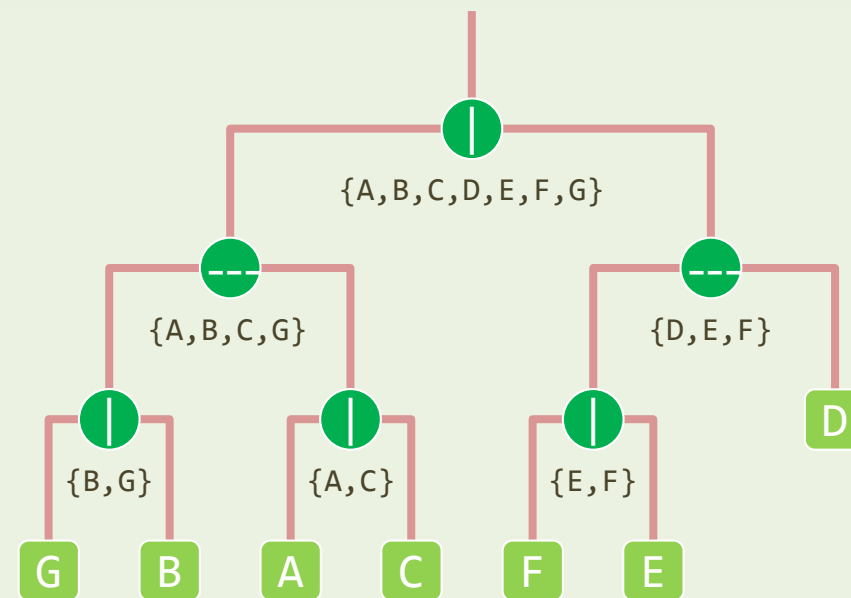 {A,B,C,D,E,F,G}
{A,B,C,G}
{D,E,F}
D
{B,G}
{A,C}
{E,F}
G
B
A
C
F
E